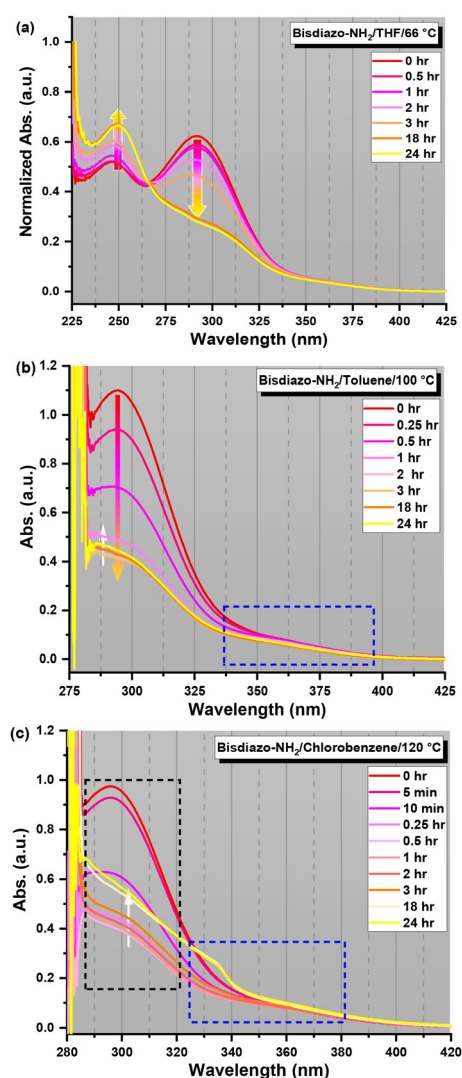 (a)
Bisdiazo-NH₂/THF/66 °C
Normalized Abs. (a.u.)
1.0
0.8
0.6
0.4
0.2
0.0
0 hr
0.5 hr
1 hr
2 hr
3 hr
18 hr
24 hr
225 250 275 300 325 350 375 400 425
Wavelength (nm)
(b)
Bisdiazo-NH₂/Toluene/100 °C
Abs. (a.u.)
1.2
1.0
0.8
0.6
0.4
0.2
0.0
0 hr
0.25 hr
0.5 hr
1 hr
2 hr
3 hr
18 hr
24 hr
275 300 325 350 375 400 425
Wavelength (nm)
(c)
Bisdiazo-NH₂/Chlorobenzene/120 °C
Abs. (a.u.)
1.0
0.8
0.6
0.4
0.2
0.0
0 hr
5 min
10 min
0.25 hr
0.5 hr
1 hr
2 hr
3 hr
18 hr
24 hr
280 300 320 340 360 380 400 420
Wavelength (nm)